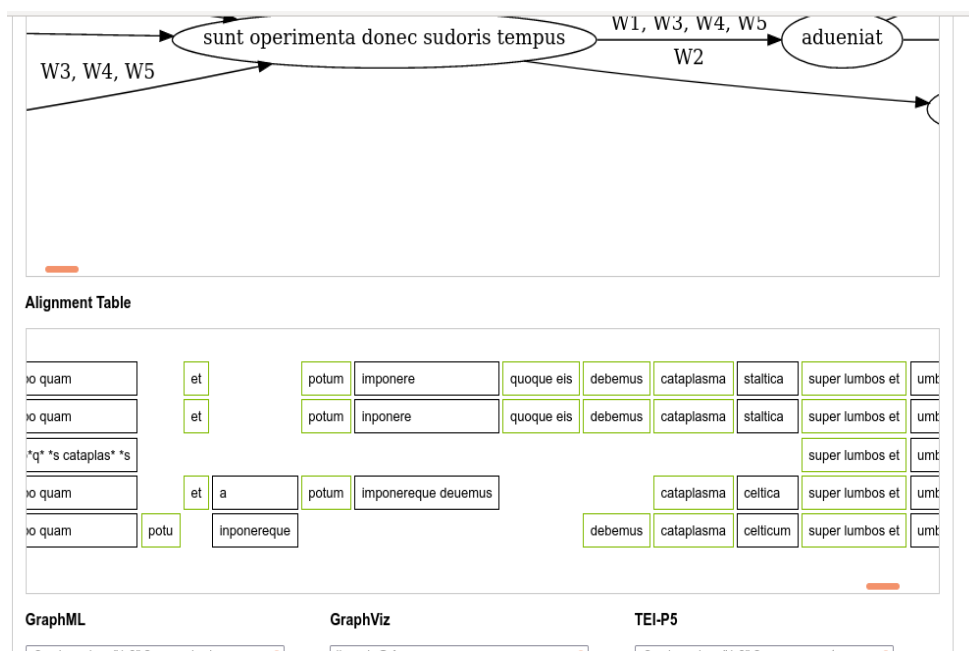 W1, W3, W4, W5
sunt operimenta donec sudoris tempus
adueniat
W2
W3, W4, W5
Alignment Table
quam et potum imponere quoque eis debemus cataplasma staltica super lumbos et
quam et potum inponere quoque eis debemus cataplasma staltica super lumbos et
*q* *s cataplas* *s super lumbos et
quam et a potum imponereque deuemus cataplasma celtica super lumbos et
quam potu inponereque debemus cataplasma celticum super lumbos et
GraphML GraphViz TEI-P5